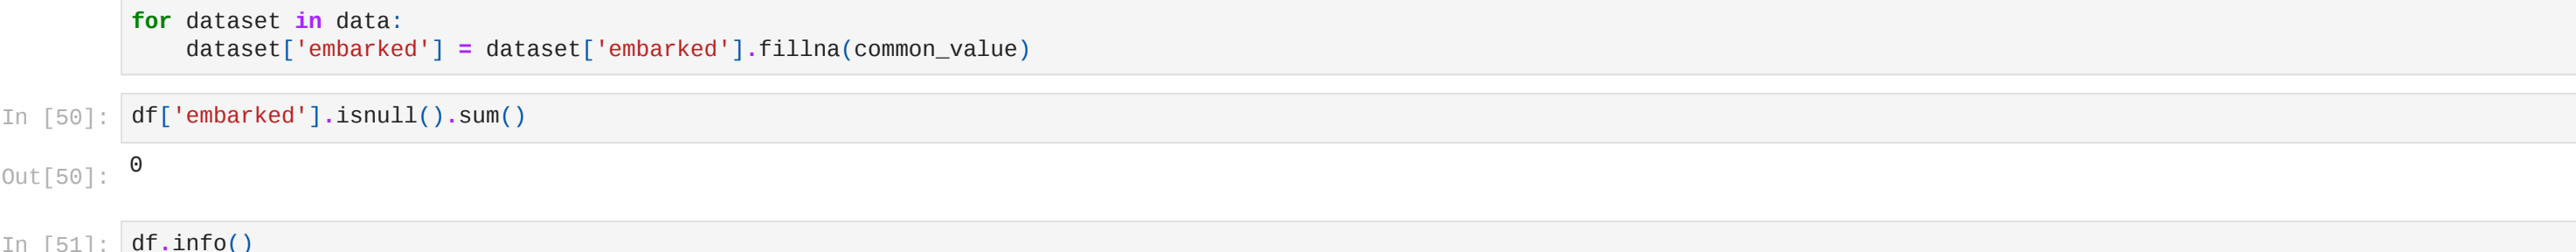 for dataset in data:
    dataset['embarked'] = dataset['embarked'].fillna(common_value)
In [50]: df['embarked'].isnull().sum()
Out[50]: 0
In [51]: df.info()